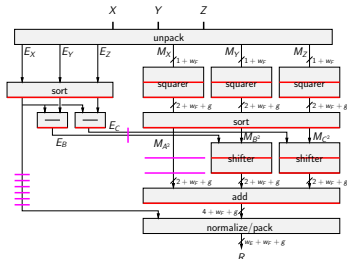 X Y Z
unpack
E_X E_Y E_Z M_X M_Y M_Z
1 + w_F 1 + w_F 1 + w_F
sort squarer squarer squarer
2 + w_F + g 2 + w_F + g 2 + w_F + g
sort
E_C
E_B M_A² M_B² M_C²
shifter shifter
2 + w_F + g 2 + w_F + g 2 + w_F + g
add
4 + w_F + g
normalize/pack
w_E + w_F + g
R